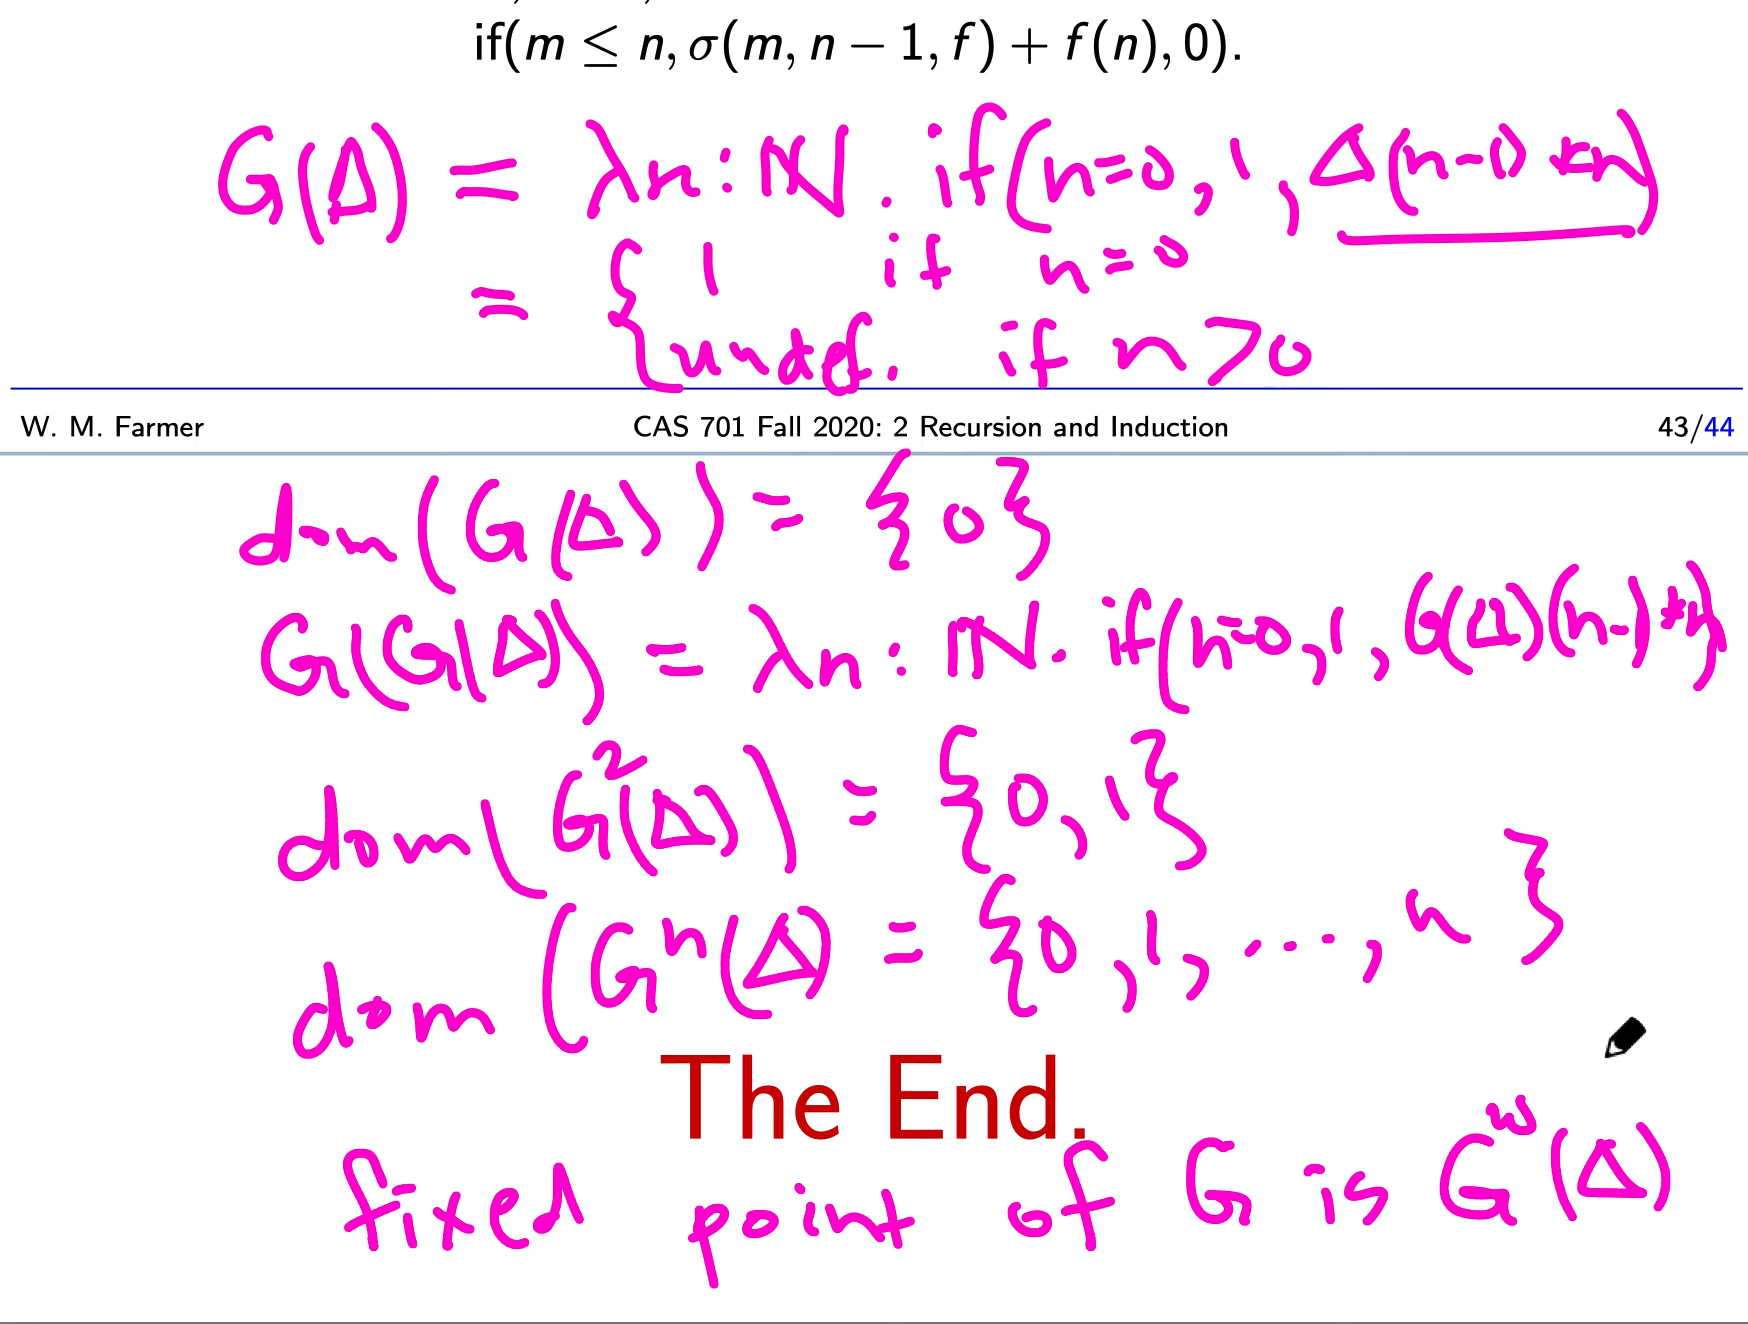 if(m ≤ n, σ(m, n − 1, f) + f(n), 0).
G(Δ) = λn : ℕ . if(n=0, 1, Δ(n-1) * n)
= { 1 if n=0
undef. if n>0
W. M. Farmer CAS 701 Fall 2020: 2 Recursion and Induction 43/44
dom(G(Δ)) = {0}
G(G(Δ)) = λn : ℕ. if(n=0, 1, G(Δ)(n-1) * n)
dom(G²(Δ)) = {0, 1}
dom(Gⁿ(Δ) = {0, 1, ..., n}
The End.
fixed point of G is G^ω(Δ)